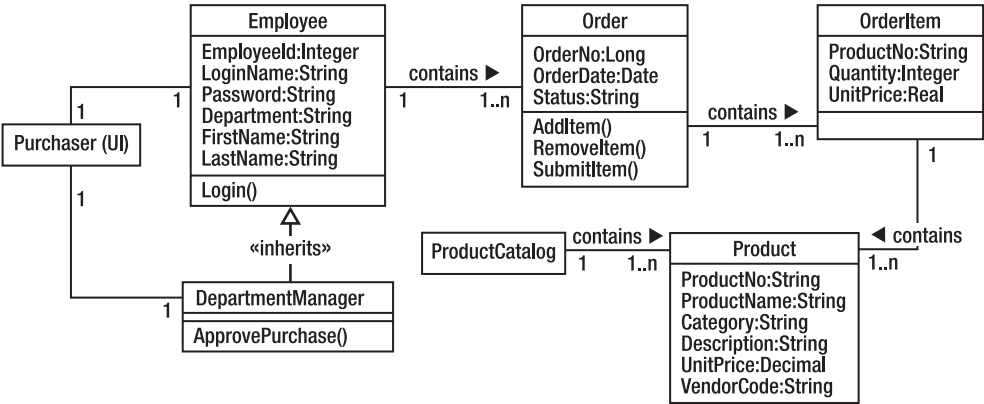 Employee
EmployeeId:Integer
LoginName:String
Password:String
Department:String
FirstName:String
LastName:String
Login()
contains ▶
1
1..n
Order
OrderNo:Long
OrderDate:Date
Status:String
AddItem()
RemoveItem()
SubmitItem()
contains ▶
1
1..n
OrderItem
ProductNo:String
Quantity:Integer
UnitPrice:Real
1
1
Purchaser (UI)
1
1
«inherits»
DepartmentManager
ApprovePurchase()
1
ProductCatalog
contains ▶
1
1..n
◀ contains
1..n
Product
ProductNo:String
ProductName:String
Category:String
Description:String
UnitPrice:Decimal
VendorCode:String